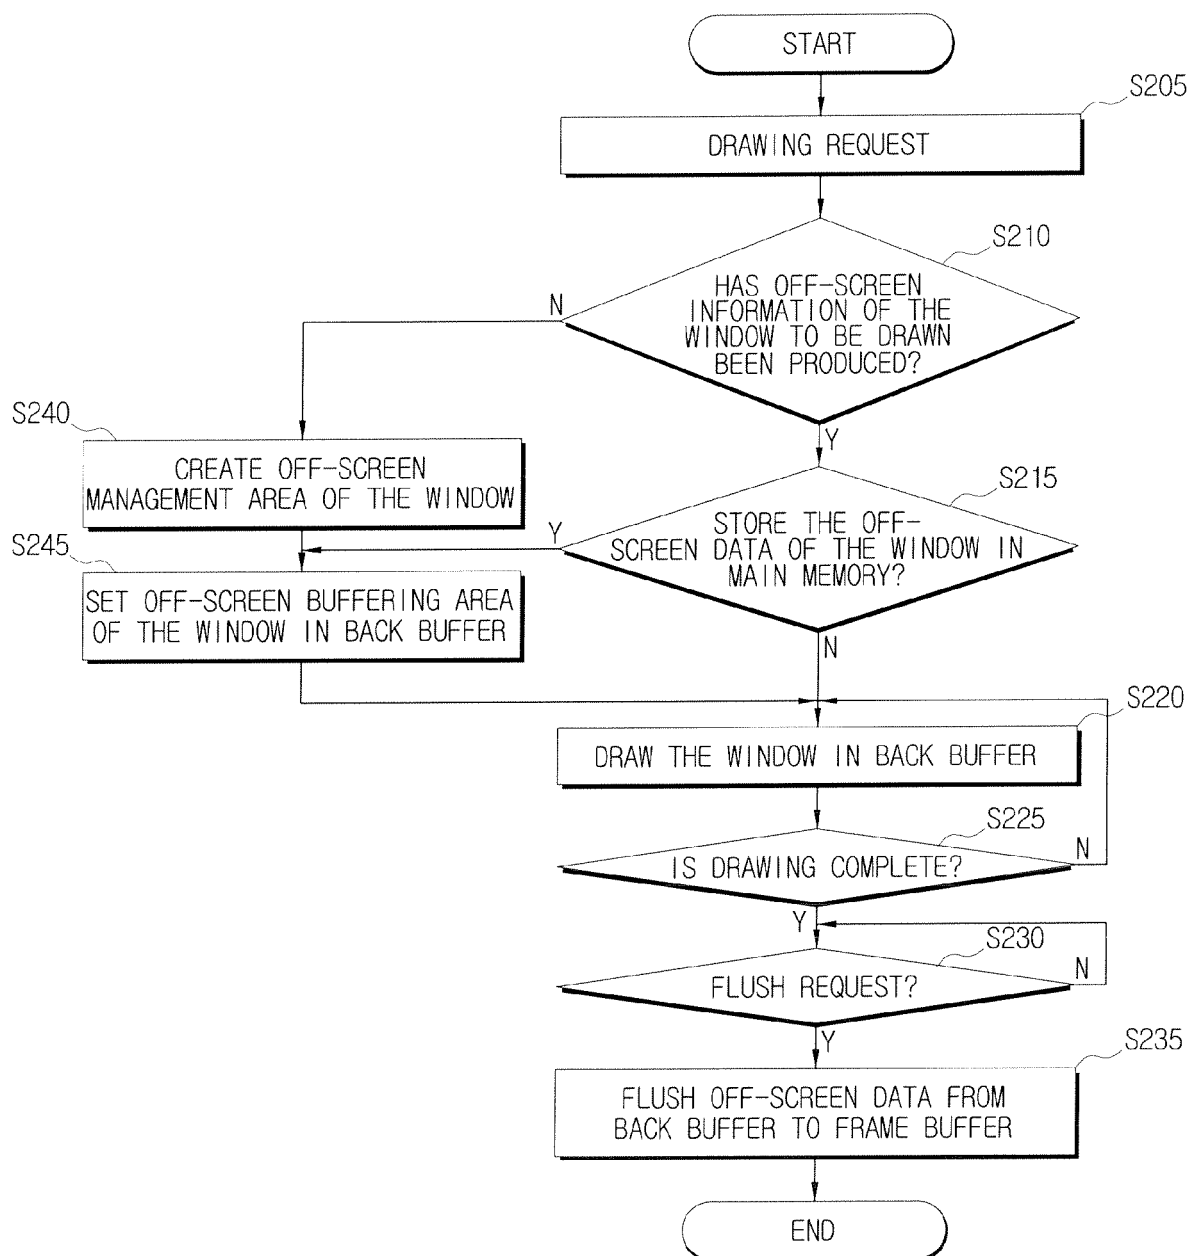 START
S205
DRAWING REQUEST
S210
HAS OFF-SCREEN
INFORMATION OF THE
WINDOW TO BE DRAWN
BEEN PRODUCED?
N
Y
S240
CREATE OFF-SCREEN
MANAGEMENT AREA OF THE WINDOW
S215
STORE THE OFF-
SCREEN DATA OF THE WINDOW IN
MAIN MEMORY?
Y
N
S245
SET OFF-SCREEN BUFFERING AREA
OF THE WINDOW IN BACK BUFFER
S220
DRAW THE WINDOW IN BACK BUFFER
S225
IS DRAWING COMPLETE?
N
Y
S230
FLUSH REQUEST?
N
Y
S235
FLUSH OFF-SCREEN DATA FROM
BACK BUFFER TO FRAME BUFFER
END